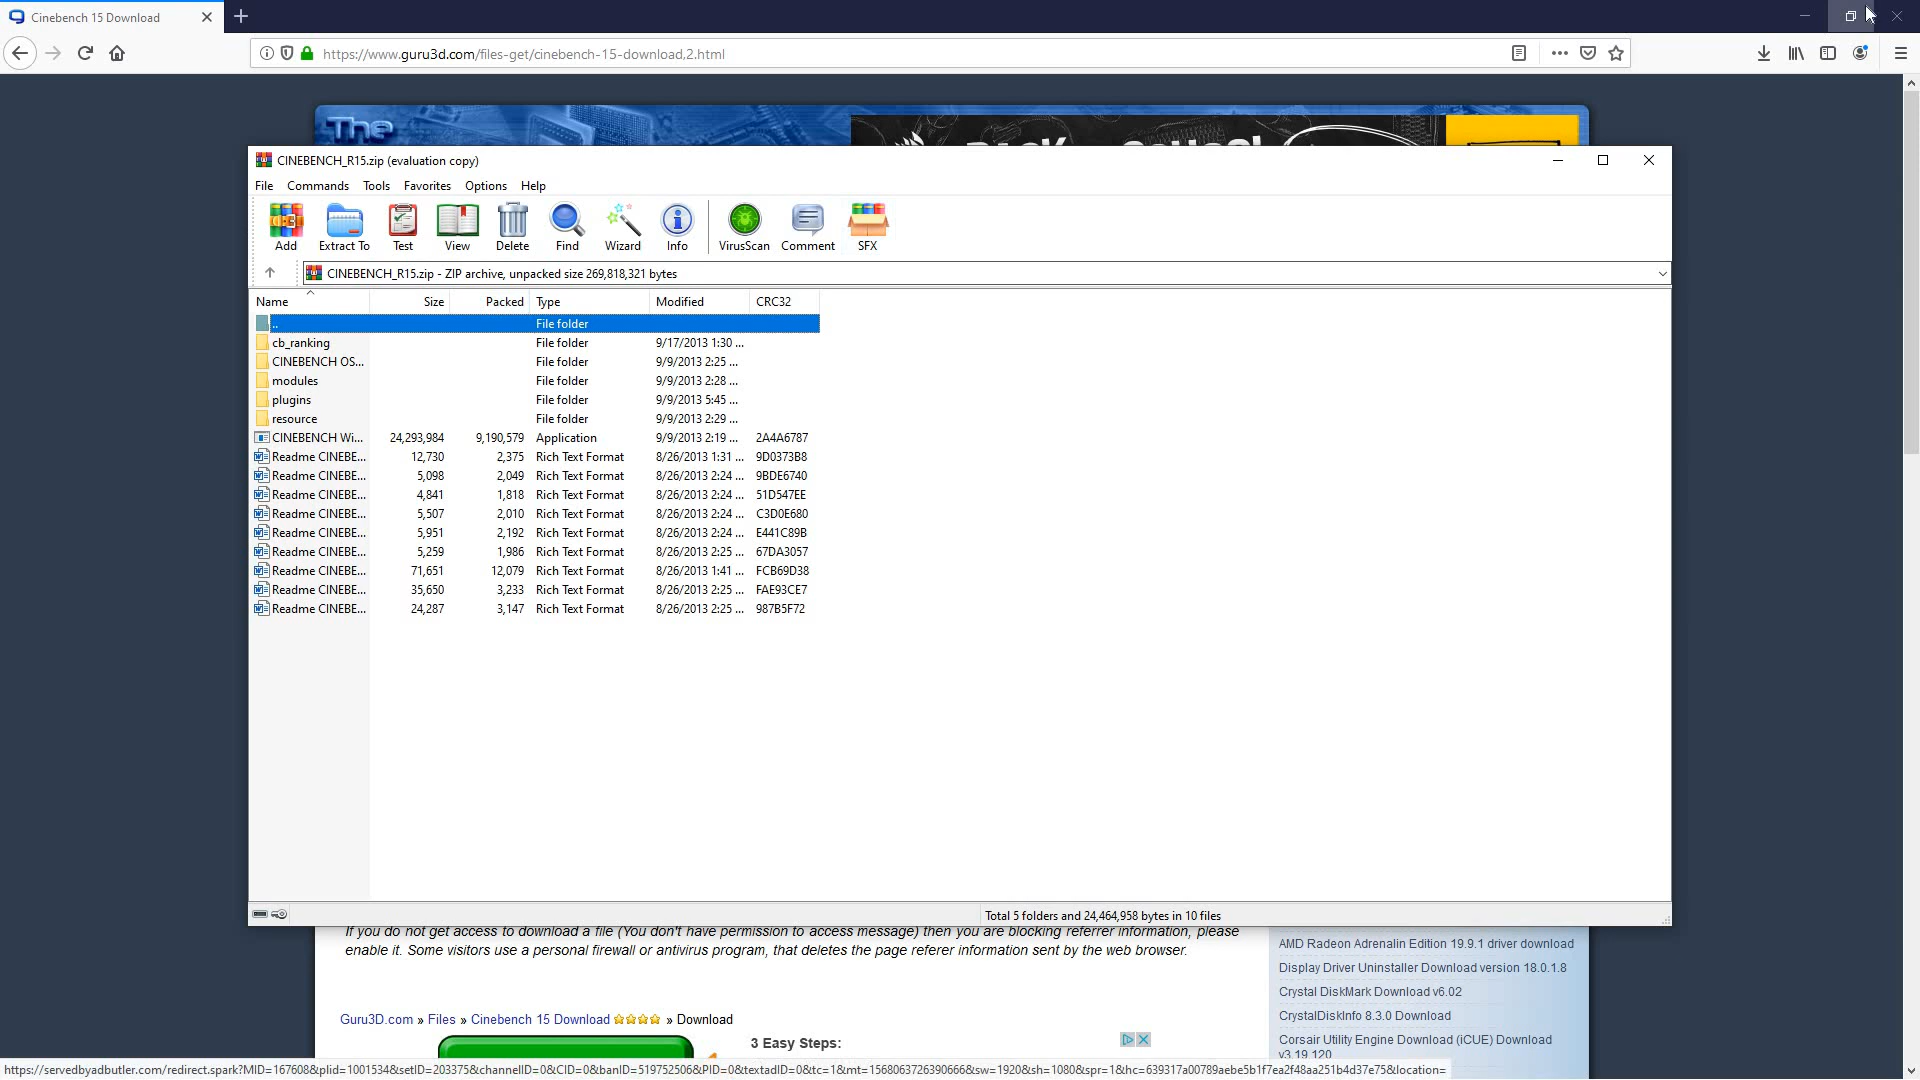 Cinebench 15 Download
https://www.guru3d.com/files-get/cinebench-15-download,2.html
The
CINEBENCH_R15.zip (evaluation copy)
File Commands Tools Favorites Options Help
Add Extract To Test View Delete Find Wizard Info VirusScan Comment SFX
CINEBENCH_R15.zip - ZIP archive, unpacked size 269,818,321 bytes
Name Size Packed Type Modified CRC32
.. File folder
cb_ranking File folder 9/17/2013 1:30 ...
CINEBENCH OS... File folder 9/9/2013 2:25 ...
modules File folder 9/9/2013 2:28 ...
plugins File folder 9/9/2013 5:45 ...
resource File folder 9/9/2013 2:29 ...
CINEBENCH Wi... 24,293,984 9,190,579 Application 9/9/2013 2:19 ... 2A4A6787
Readme CINEBE... 12,730 2,375 Rich Text Format 8/26/2013 1:31 ... 9D0373B8
Readme CINEBE... 5,098 2,049 Rich Text Format 8/26/2013 2:24 ... 9BDE6740
Readme CINEBE... 4,841 1,818 Rich Text Format 8/26/2013 2:24 ... 51D547EE
Readme CINEBE... 5,507 2,010 Rich Text Format 8/26/2013 2:24 ... C3D0E680
Readme CINEBE... 5,951 2,192 Rich Text Format 8/26/2013 2:24 ... E441C89B
Readme CINEBE... 5,259 1,986 Rich Text Format 8/26/2013 2:25 ... 67DA3057
Readme CINEBE... 71,651 12,079 Rich Text Format 8/26/2013 1:41 ... FCB69D38
Readme CINEBE... 35,650 3,233 Rich Text Format 8/26/2013 2:25 ... FAE93CE7
Readme CINEBE... 24,287 3,147 Rich Text Format 8/26/2013 2:25 ... 987B5F72
Total 5 folders and 24,464,958 bytes in 10 files
If you do not get access to download a file (You don't have permission to access message) then you are blocking referrer information, please
enable it. Some visitors use a personal firewall or antivirus program, that deletes the page referer information sent by the web browser.
AMD Radeon Adrenalin Edition 19.9.1 driver download
Display Driver Uninstaller Download version 18.0.1.8
Crystal DiskMark Download v6.02
CrystalDiskInfo 8.3.0 Download
Corsair Utility Engine Download (iCUE) Download
v3.19.120
Guru3D.com » Files » Cinebench 15 Download » Download
3 Easy Steps:
https://servedbyadbutler.com/redirect.spark?MID=167608&plid=1001534&setID=203375&channelID=0&CID=0&banID=519752506&PID=0&textadID=0&tc=1&mt=1568063726390666&sw=1920&sh=1080&spr=1&hc=639317a00789aebe5b1f7ea2f48aa251b4d37e75&location=